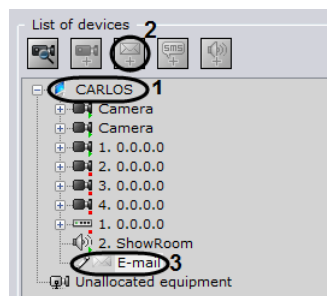 List of devices
2
SMS
CARLOS 1
Camera
Camera
1. 0.0.0.0
2. 0.0.0.0
3. 0.0.0.0
4. 0.0.0.0
1. 0.0.0.0
2. ShowRoom
E-mail 3
Unallocated equipment